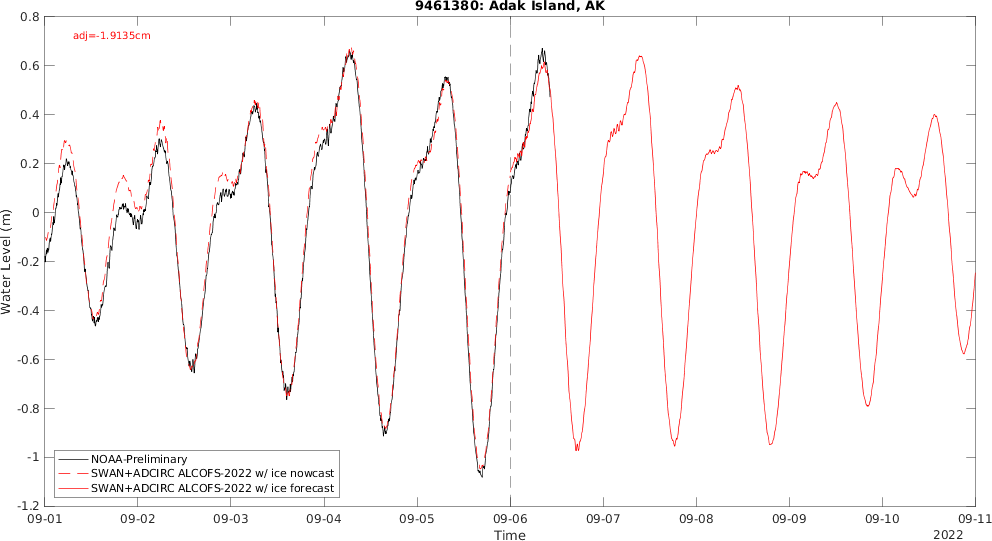 9461380: Adak Island, AK
adj=-1.9135cm
0.8
0.6
0.4
0.2
0
-0.2
-0.4
-0.6
-0.8
-1
-1.2
Water Level (m)
NOAA-Preliminary
SWAN+ADCIRC ALCOFS-2022 w/ ice nowcast
SWAN+ADCIRC ALCOFS-2022 w/ ice forecast
09-01 09-02 09-03 09-04 09-05 09-06 09-07 09-08 09-09 09-10 09-11
Time
2022